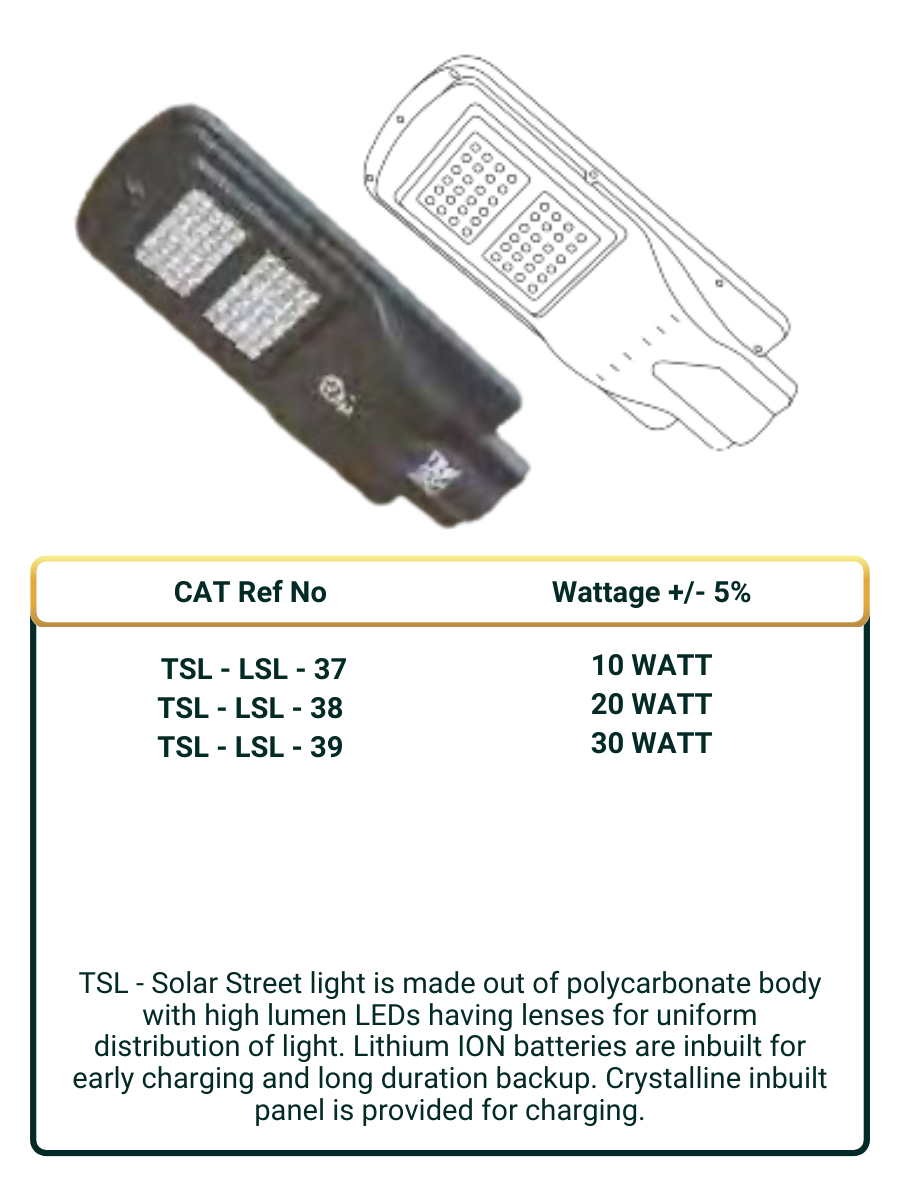 CAT Ref No Wattage +/- 5%
TSL - LSL - 37 10 WATT
TSL - LSL - 38 20 WATT
TSL - LSL - 39 30 WATT
TSL - Solar Street light is made out of polycarbonate body
with high lumen LEDs having lenses for uniform
distribution of light. Lithium ION batteries are inbuilt for
early charging and long duration backup. Crystalline inbuilt
panel is provided for charging.